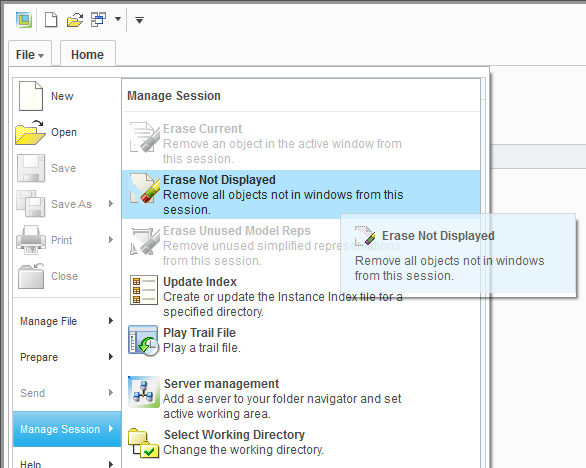 File
Home
New
Open
Save
Save As
Print
Close
Manage File
Prepare
Send
Manage Session
Help
Manage Session
Erase Current
Remove an object in the active window from
this session.
Erase Not Displayed
Remove all objects not in windows from this
session.
Erase Unused Model Reps
Remove unused simplified representations
from this session.
Update Index
Create or update the Instance Index file for a
specified directory.
Play Trail File
Play a trail file.
Server management
Add a server to your folder navigator and set
active working area.
Select Working Directory
Change the working directory.
Erase Not Displayed
Remove all objects not in windows
from this session.